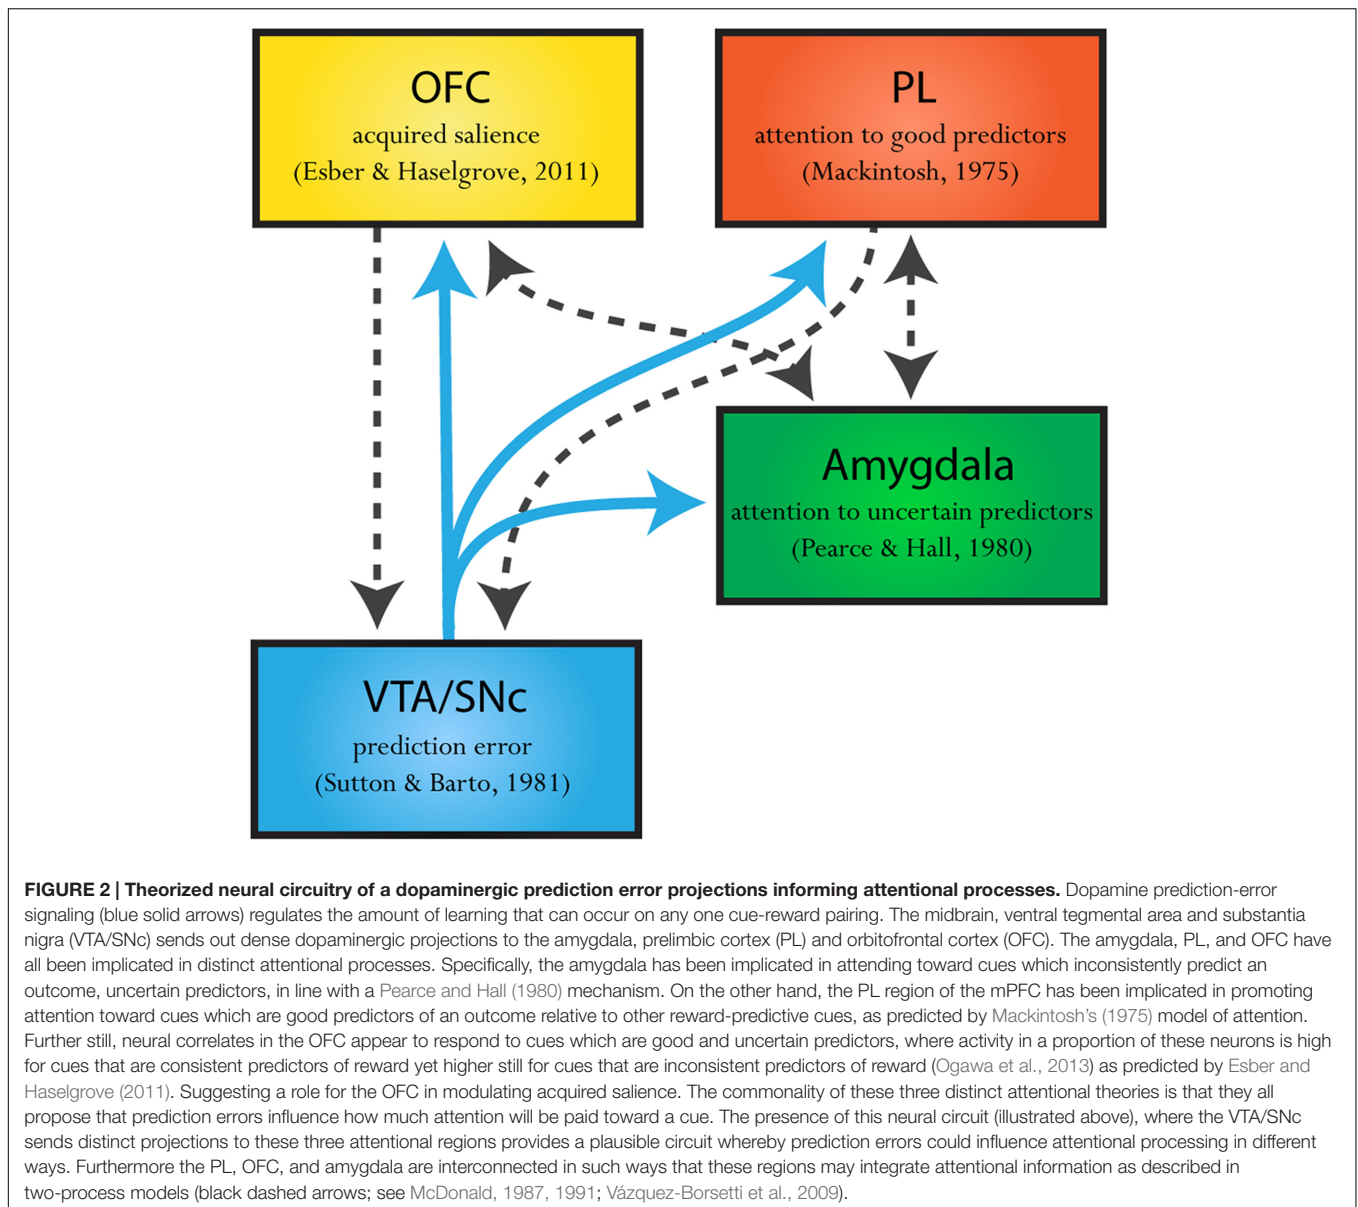 OFC
acquired salience
(Esber & Haselgrove, 2011)
PL
attention to good predictors
(Mackintosh, 1975)
Amygdala
attention to uncertain predictors
(Pearce & Hall, 1980)
VTA/SNc
prediction error
(Sutton & Barto, 1981)
FIGURE 2 | Theorized neural circuitry of a dopaminergic prediction error projections informing attentional processes. Dopamine prediction-error
signaling (blue solid arrows) regulates the amount of learning that can occur on any one cue-reward pairing. The midbrain, ventral tegmental area and substantia
nigra (VTA/SNc) sends out dense dopaminergic projections to the amygdala, prelimbic cortex (PL) and orbitofrontal cortex (OFC). The amygdala, PL, and OFC have
all been implicated in distinct attentional processes. Specifically, the amygdala has been implicated in attending toward cues which inconsistently predict an
outcome, uncertain predictors, in line with a Pearce and Hall (1980) mechanism. On the other hand, the PL region of the mPFC has been implicated in promoting
attention toward cues which are good predictors of an outcome relative to other reward-predictive cues, as predicted by Mackintosh's (1975) model of attention.
Further still, neural correlates in the OFC appear to respond to cues which are good and uncertain predictors, where activity in a proportion of these neurons is high
for cues that are consistent predictors of reward yet higher still for cues that are inconsistent predictors of reward (Ogawa et al., 2013) as predicted by Esber and
Haselgrove (2011). Suggesting a role for the OFC in modulating acquired salience. The commonality of these three distinct attentional theories is that they all
propose that prediction errors influence how much attention will be paid toward a cue. The presence of this neural circuit (illustrated above), where the VTA/SNc
sends distinct projections to these three attentional regions provides a plausible circuit whereby prediction errors could influence attentional processing in different
ways. Furthermore the PL, OFC, and amygdala are interconnected in such ways that these regions may integrate attentional information as described in
two-process models (black dashed arrows; see McDonald, 1987, 1991; Vázquez-Borsetti et al., 2009).